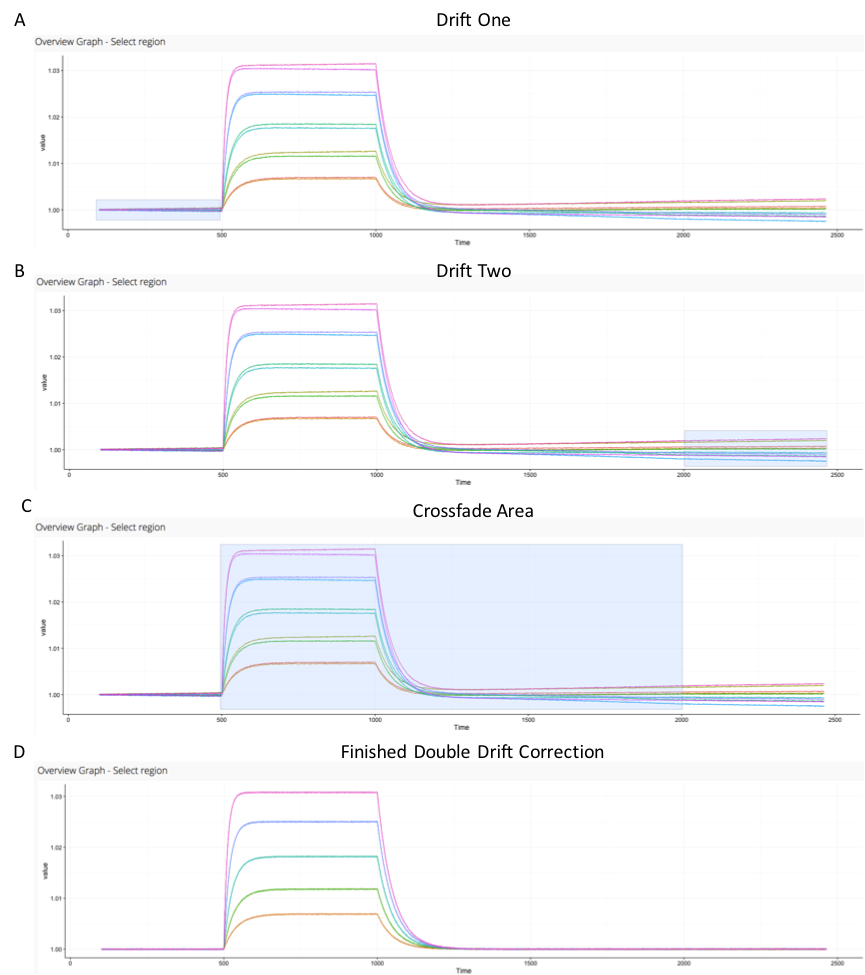 A
Drift One
Overview Graph - Select region
1.03
1.02
value
1.01
1.00
0 500 1000 1500 2000 2500
Time
B
Drift Two
Overview Graph - Select region
1.03
1.02
value
1.01
1.00
0 500 1000 1500 2000 2500
Time
C
Crossfade Area
Overview Graph - Select region
1.03
1.02
value
1.01
1.00
0 500 1000 1500 2000 2500
Time
D
Finished Double Drift Correction
Overview Graph - Select region
1.03
1.02
value
1.01
1.00
0 500 1000 1500 2000 2500
Time